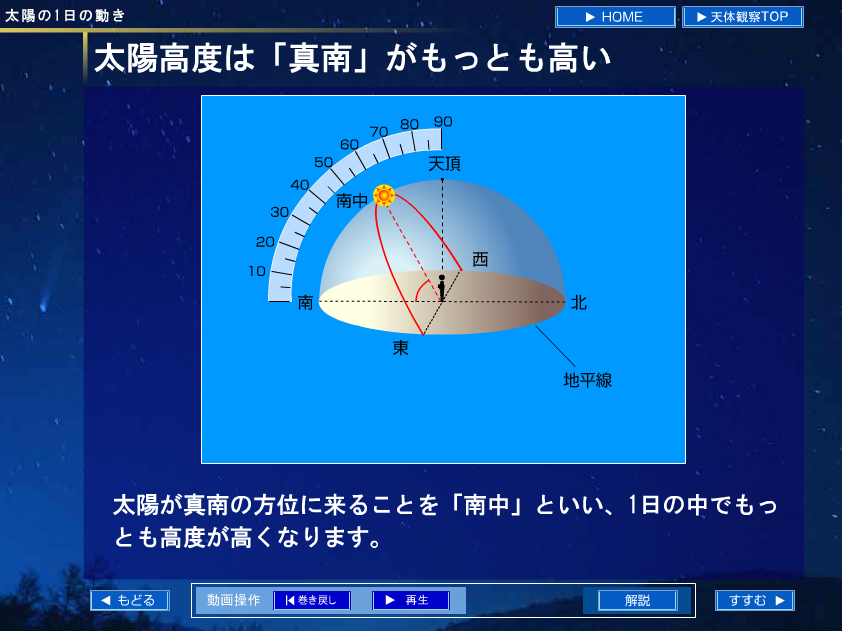 太陽の1日の動き
▶ HOME
▶ 天体観察TOP
太陽高度は「真南」がもっとも高い
90
80
70
60
50
40
30
20
10
天頂
南中
西
南
北
東
地平線
太陽が真南の方位に来ることを「南中」といい、1日の中でもっ
とも高度が高くなります。
◀ もどる
動画操作
巻き戻し
▶ 再生
解説
すすむ ▶